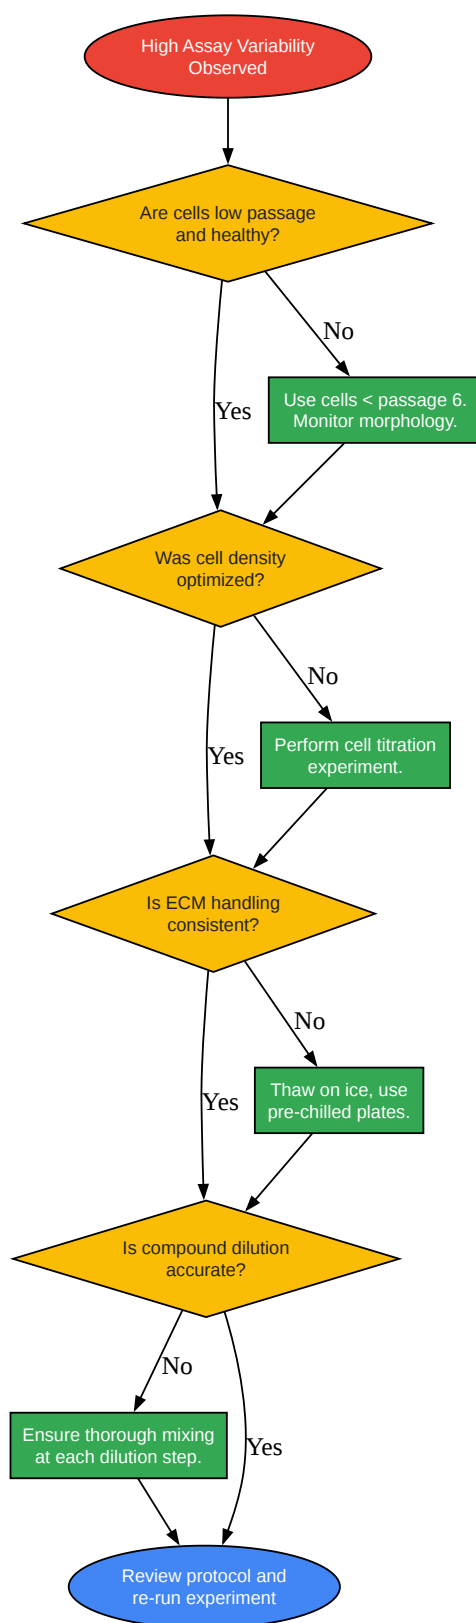 High Assay Variability
Observed
Are cells low passage
and healthy?
No
Use cells < passage 6.
Monitor morphology.
Yes
Was cell density
optimized?
No
Perform cell titration
experiment.
Yes
Is ECM handling
consistent?
No
Thaw on ice, use
pre-chilled plates.
Yes
Is compound dilution
accurate?
No
Ensure thorough mixing
at each dilution step.
Yes
Review protocol and
re-run experiment